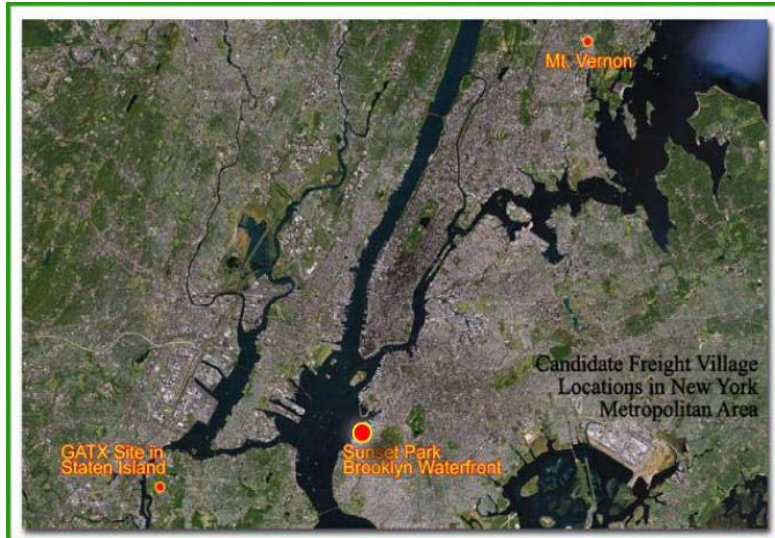 Mt. Vernon
Candidate Freight Village
Locations in New York
Metropolitan Area
GATX Site in
Staten Island
Sunset Park
Brooklyn Waterfront